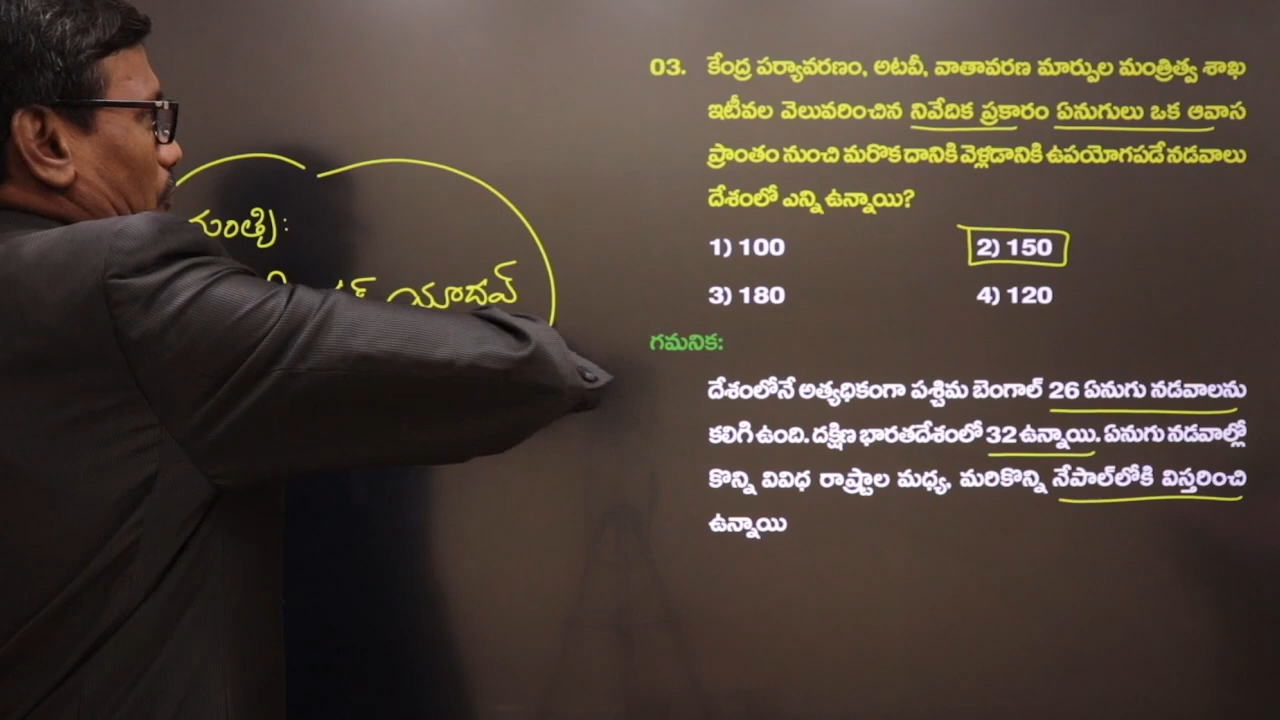 03. కేంద్ర పర్యావరణం, అటవీ, వాతావరణ మార్పుల మంత్రిత్వ శాఖ
ఇటీవల వెలువరించిన నివేదిక ప్రకారం ఏనుగులు ఒక ఆవాస
ప్రాంతం నుంచి మరొక దానికి వెళ్లడానికి ఉపయోగపడే నడవాలు
దేశంలో ఎన్ని ఉన్నాయి?
1) 100 2) 150
3) 180 4) 120
గమనిక:
దేశంలోనే అత్యధికంగా పశ్చిమ బెంగాల్ 26 ఏనుగు నడవాలను
కలిగి ఉంది. దక్షిణ భారతదేశంలో 32 ఉన్నాయి. ఏనుగు నడవాల్లో
కొన్ని వివిధ రాష్ట్రాల మధ్య, మరికొన్ని నేపాల్‌లోకి విస్తరించి
ఉన్నాయి
మంత్రి:
యాదవ్